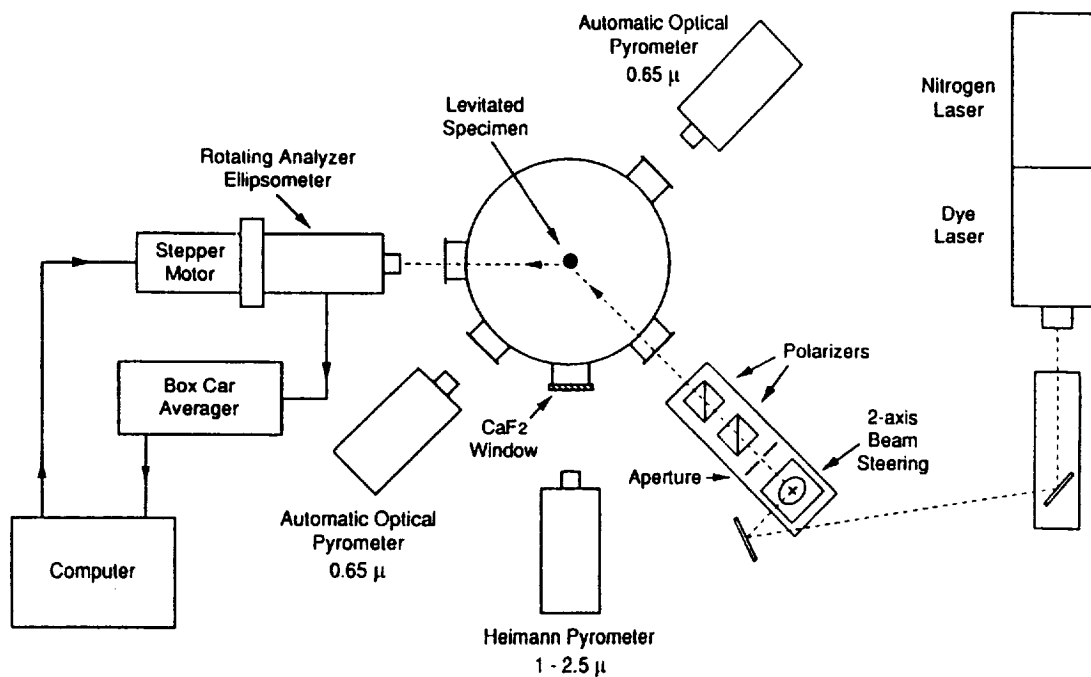 Automatic Optical
Pyrometer
0.65 μ
Nitrogen
Laser
Levitated
Specimen
Rotating Analyzer
Ellipsometer
Dye
Laser
Stepper
Motor
Polarizers
Box Car
Averager
2-axis
Beam
Steering
CaF2
Window
Aperture
Automatic Optical
Pyrometer
0.65 μ
Computer
Heimann Pyrometer
1 - 2.5 μ